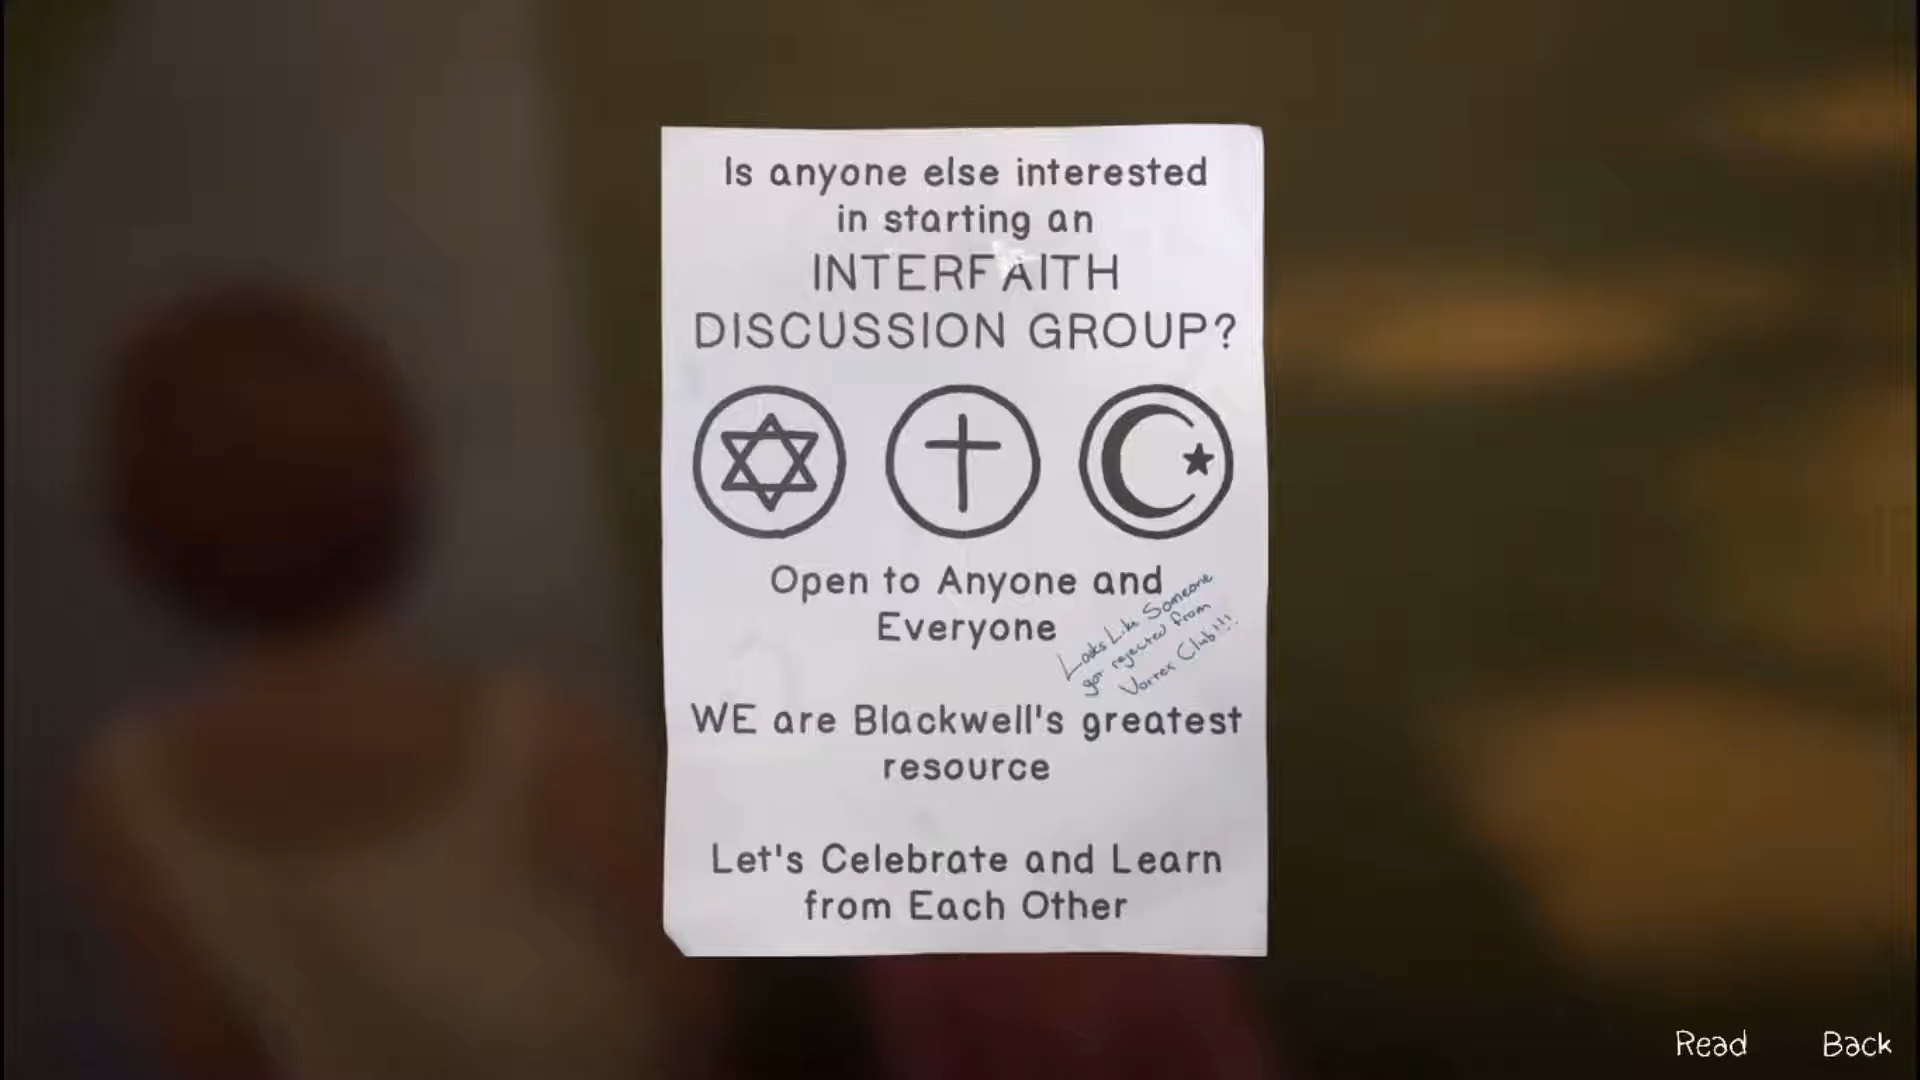 Is anyone else interested
in starting an
INTERFAITH
DISCUSSION GROUP?
Open to Anyone and
Everyone
Looks Like Someone
got rejected from
Vortex Club!!!
WE are Blackwell's greatest
resource
Let's Celebrate and Learn
from Each Other
Read Back